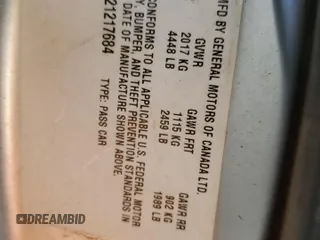 MFD BY GENERAL MOTORS OF CANADA LTD.
GVWR GAWR FRT GAWR RR
2017 KG 1115 KG 902 KG
4448 LB 2459 LB 1989 LB
CONFORMS TO ALL APPLICABLE U.S. FEDERAL MOTOR
Y, BUMPER, AND THEFT PREVENTION STANDARDS IN
DATE OF MANUFACTURE SHOWN ABOVE.
21217684 TYPE: PASS CAR
DREAMBID